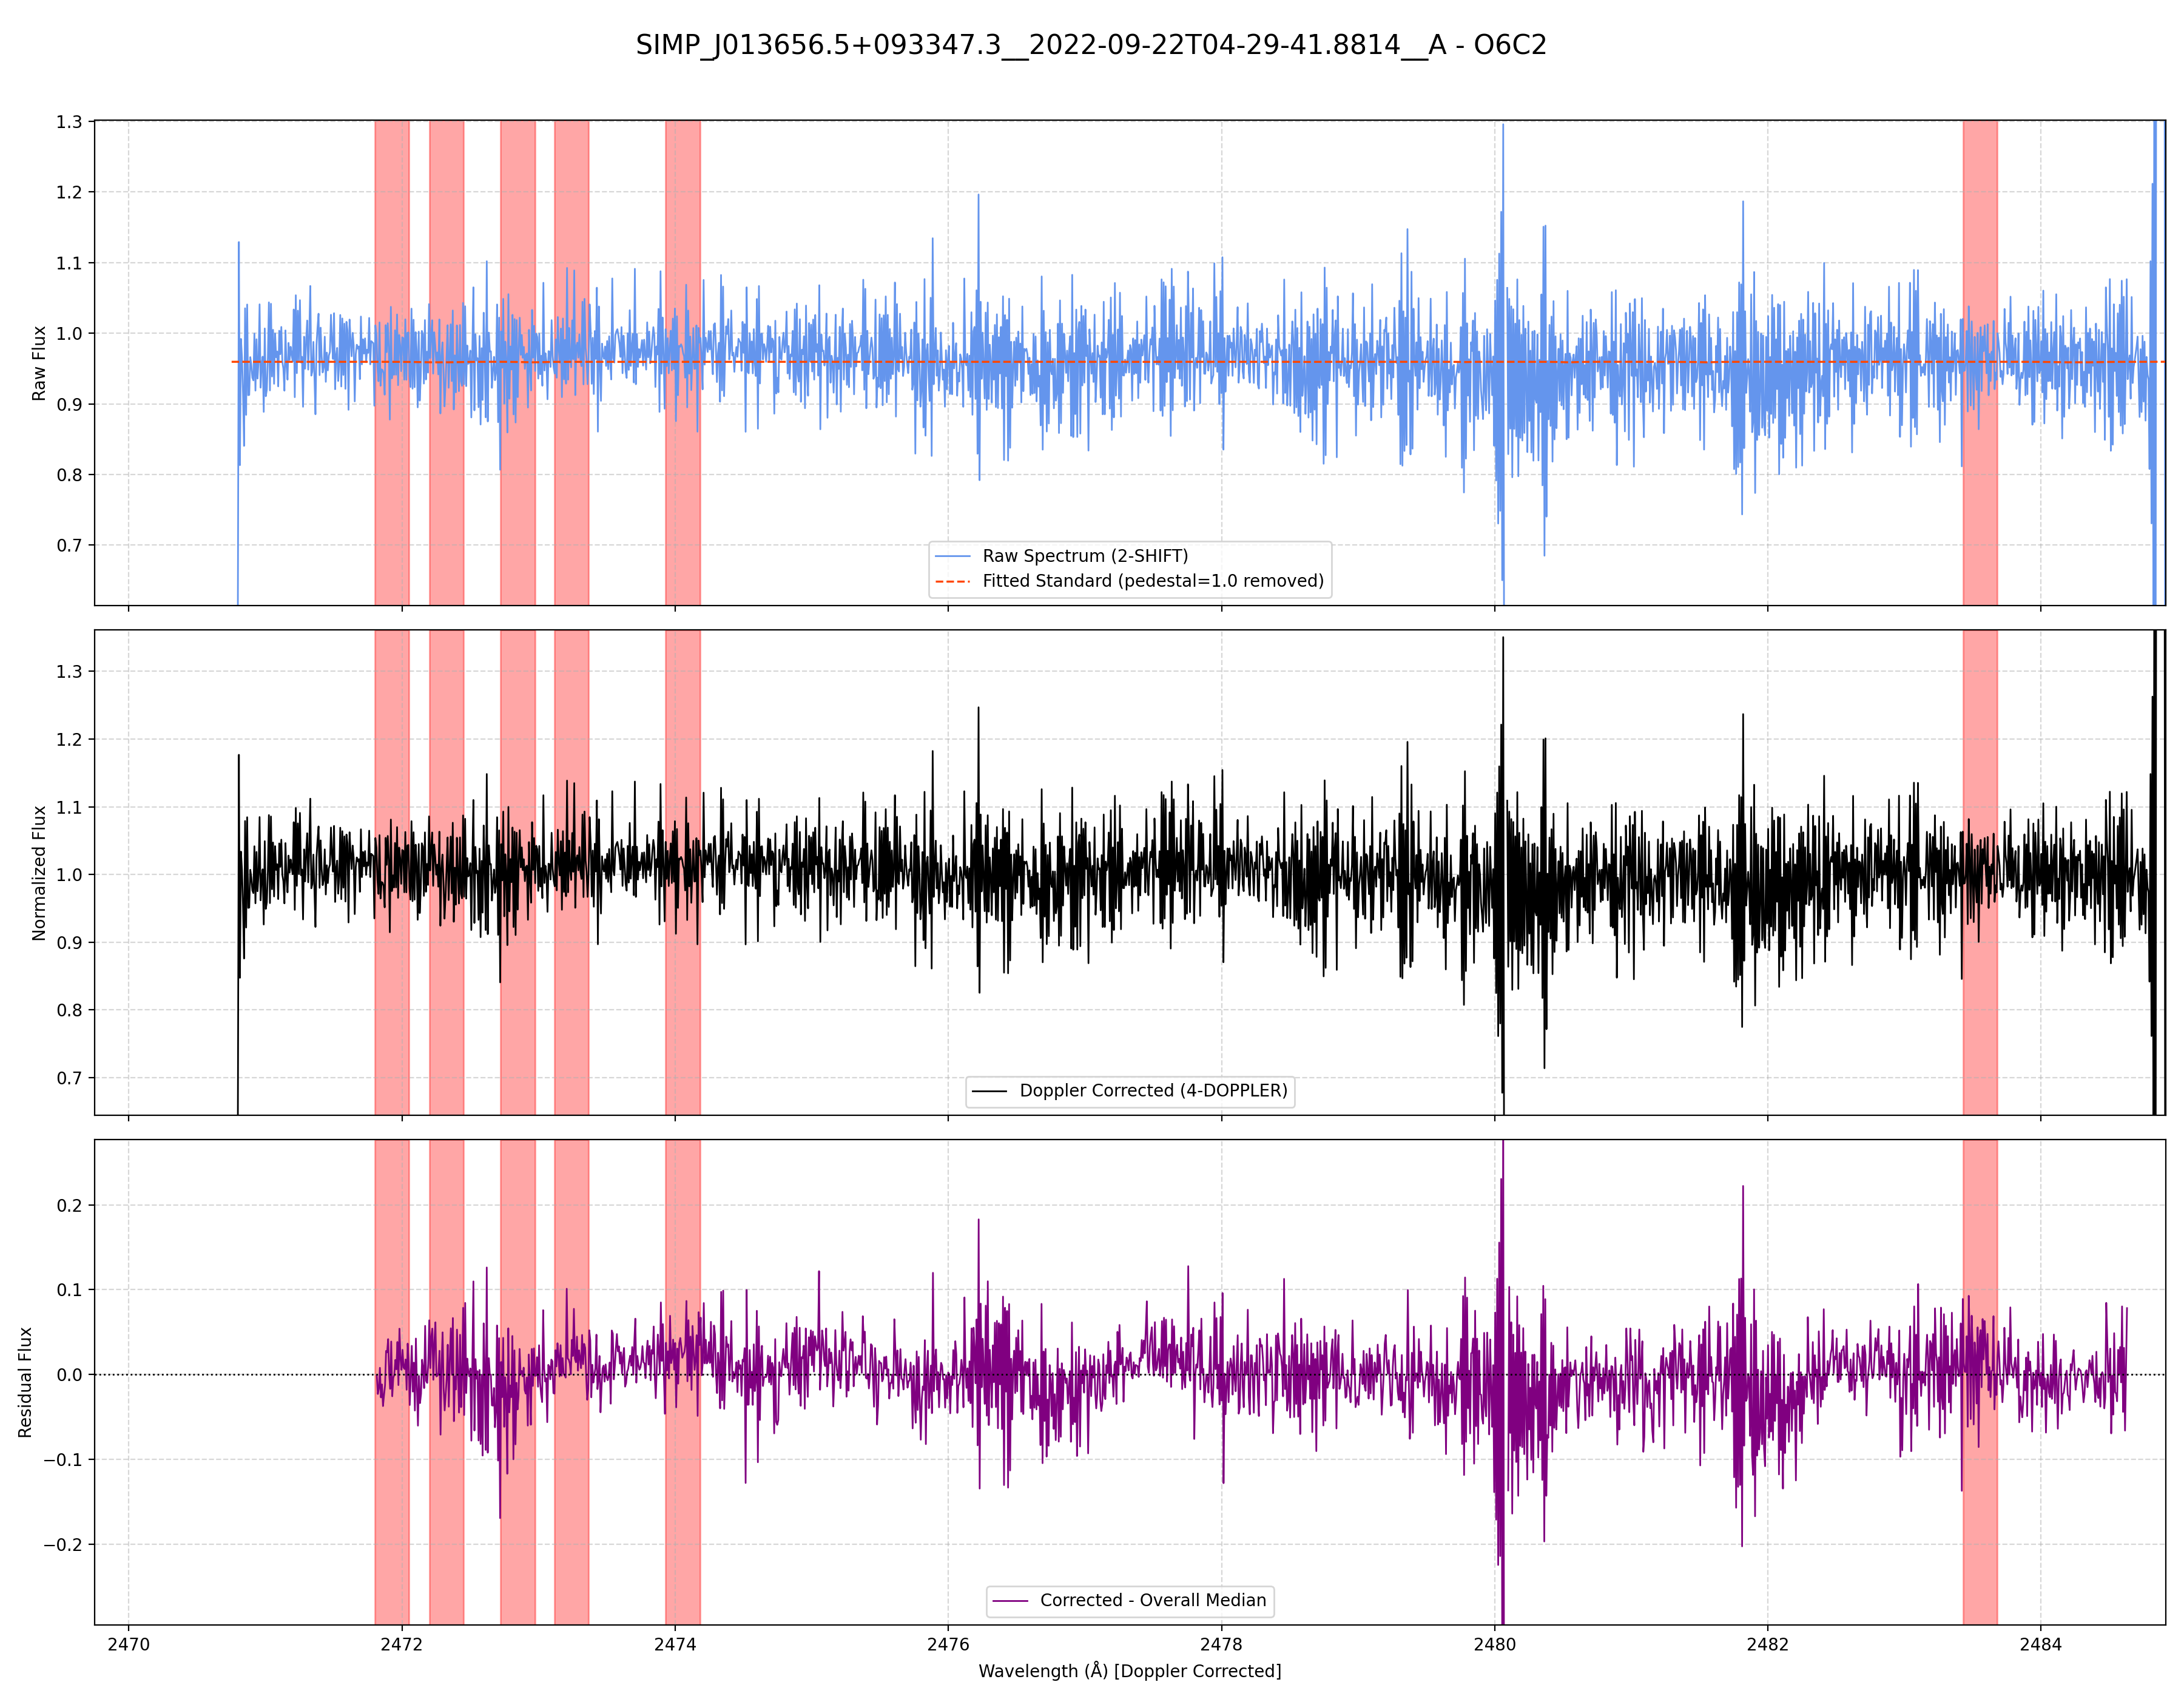 SIMP_J013656.5+093347.3__2022-09-22T04-29-41.8814__A - O6C2
1.3
1.2
1.1
1.0
0.9
0.8
0.7
Raw Flux
Raw Spectrum (2-SHIFT)
Fitted Standard (pedestal=1.0 removed)
1.3
1.2
1.1
1.0
0.9
0.8
0.7
Normalized Flux
Doppler Corrected (4-DOPPLER)
0.2
0.1
0.0
−0.1
−0.2
Residual Flux
Corrected - Overall Median
2470 2472 2474 2476 2478 2480 2482 2484
Wavelength (Å) [Doppler Corrected]